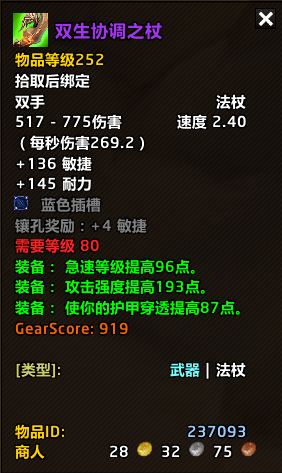 双生协调之杖
物品等级252
拾取后绑定
双手 法杖
517 - 775伤害 速度 2.40
（每秒伤害269.2）
+136 敏捷
+145 耐力
蓝色插槽
镶孔奖励：+4 敏捷
需要等级 80
装备：急速等级提高96点。
装备：攻击强度提高193点。
装备：使你的护甲穿透提高87点。
GearScore: 919
[类型]: 武器 | 法杖
物品ID: 237093
商人 28 32 75